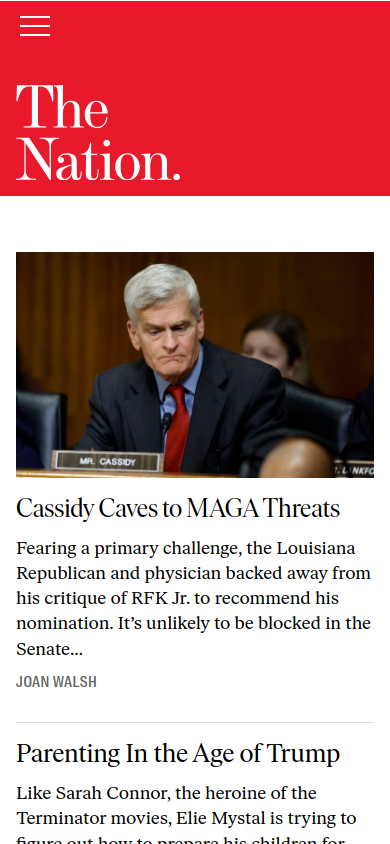 The
Nation.
MR. CASSIDY
T. LANKFO
Cassidy Caves to MAGA Threats
Fearing a primary challenge, the Louisiana
Republican and physician backed away from
his critique of RFK Jr. to recommend his
nomination. It’s unlikely to be blocked in the
Senate...
JOAN WALSH
Parenting In the Age of Trump
Like Sarah Connor, the heroine of the
Terminator movies, Elie Mystal is trying to
figure out how to prepare his children for